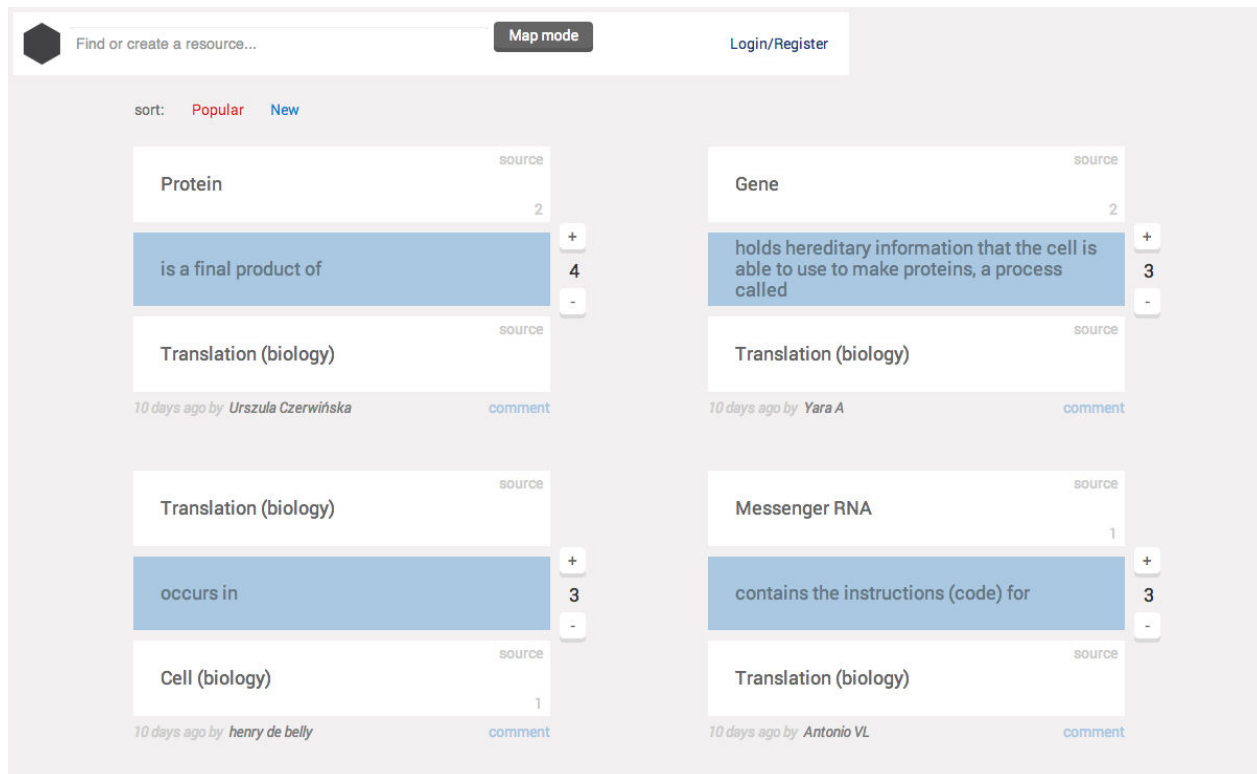 Find or create a resource...
Map mode
Login/Register
sort: Popular New
source
Protein
2
is a final product of
+
4
-
source
Translation (biology)
10 days ago by Urszula Czerwińska
comment
source
Gene
2
holds hereditary information that the cell is
able to use to make proteins, a process
called
+
3
-
source
Translation (biology)
10 days ago by Yara A
comment
source
Translation (biology)
occurs in
+
3
-
source
Cell (biology)
1
10 days ago by henry de belly
comment
source
Messenger RNA
1
contains the instructions (code) for
+
3
-
source
Translation (biology)
10 days ago by Antonio VL
comment